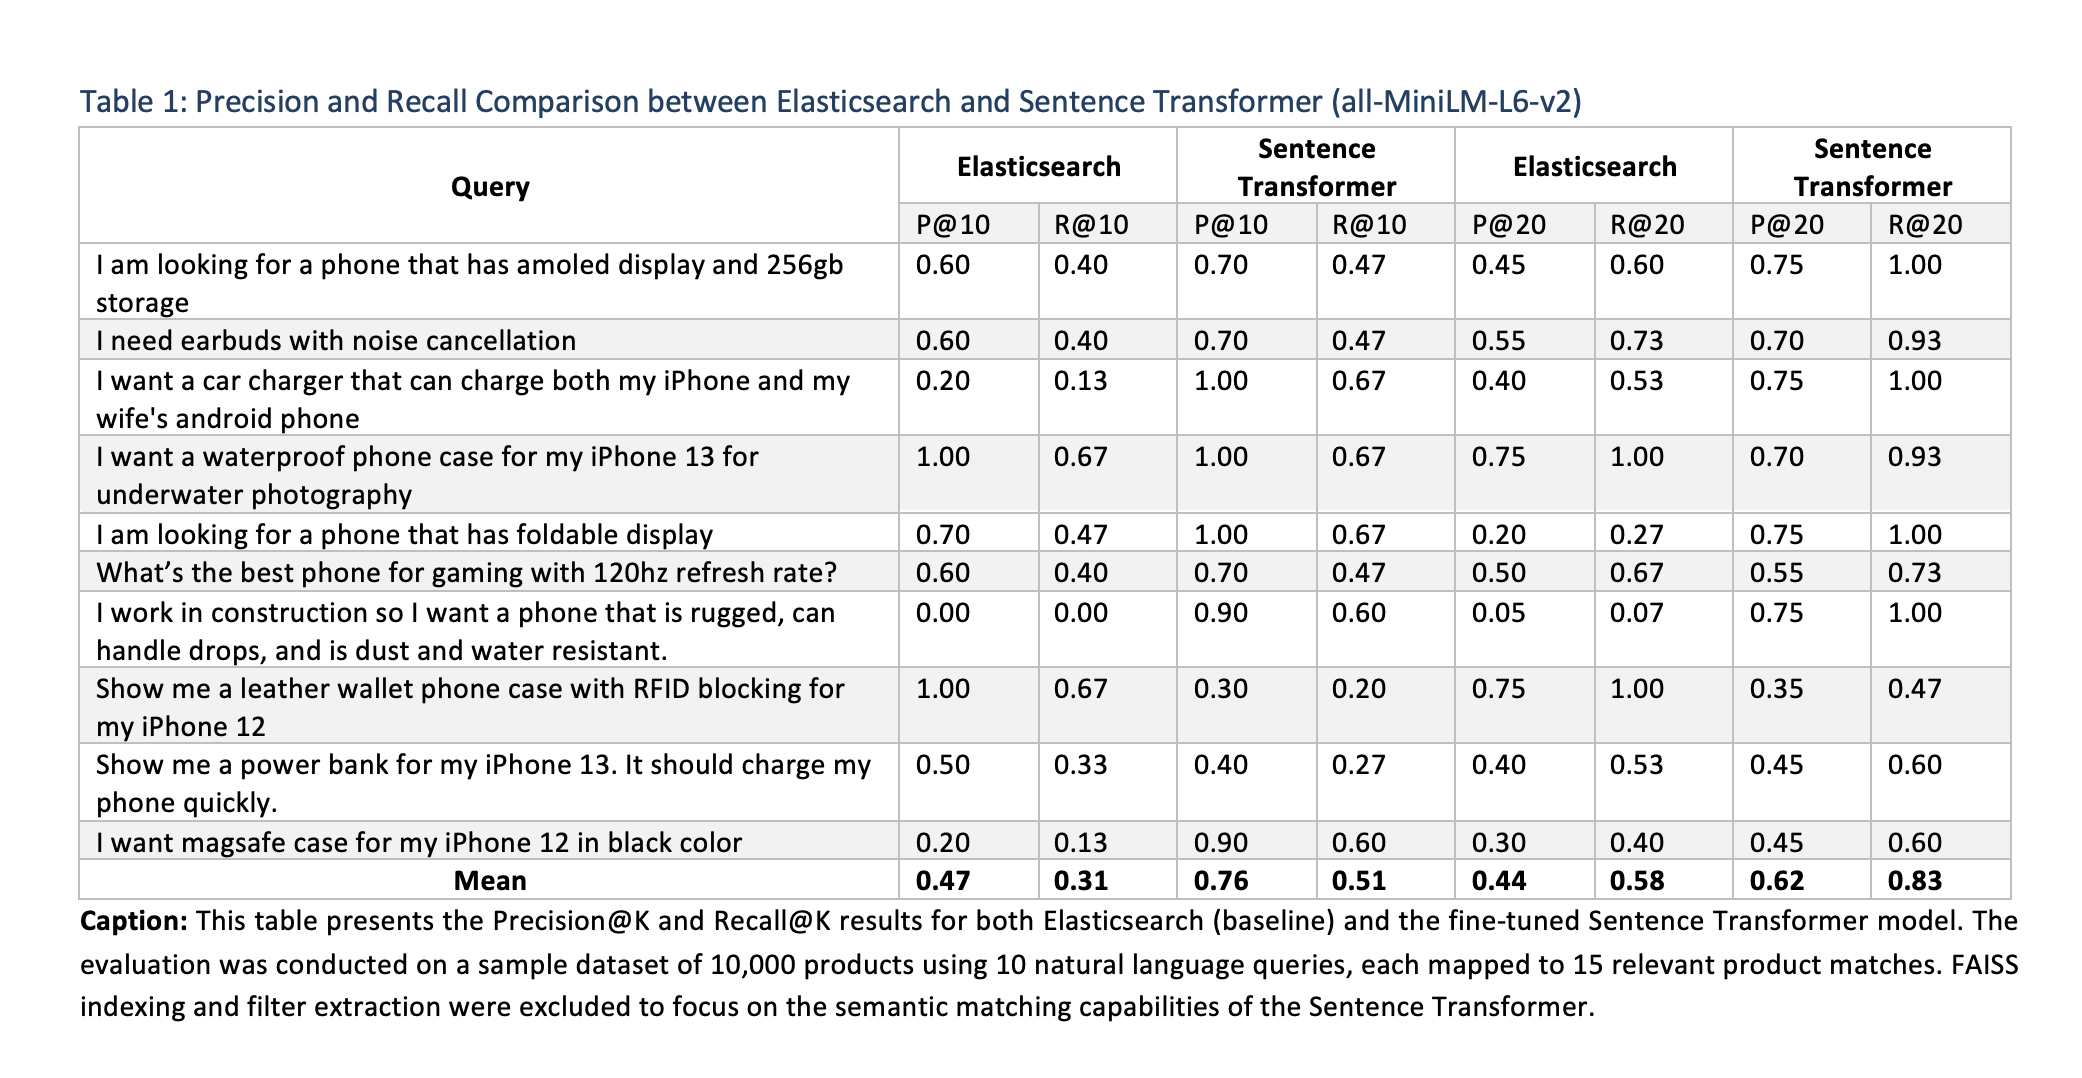 Table 1: Precision and Recall Comparison between Elasticsearch and Sentence Transformer (all-MiniLM-L6-v2)
Query Elasticsearch Sentence Transformer Elasticsearch Sentence Transformer
P@10 R@10 P@10 R@10 P@20 R@20 P@20 R@20
I am looking for a phone that has amoled display and 256gb 0.60 0.40 0.70 0.47 0.45 0.60 0.75 1.00
storage
I need earbuds with noise cancellation 0.60 0.40 0.70 0.47 0.55 0.73 0.70 0.93
I want a car charger that can charge both my iPhone and my 0.20 0.13 1.00 0.67 0.40 0.53 0.75 1.00
wife's android phone
I want a waterproof phone case for my iPhone 13 for 1.00 0.67 1.00 0.67 0.75 1.00 0.70 0.93
underwater photography
I am looking for a phone that has foldable display 0.70 0.47 1.00 0.67 0.20 0.27 0.75 1.00
What’s the best phone for gaming with 120hz refresh rate? 0.60 0.40 0.70 0.47 0.50 0.67 0.55 0.73
I work in construction so I want a phone that is rugged, can 0.00 0.00 0.90 0.60 0.05 0.07 0.75 1.00
handle drops, and is dust and water resistant.
Show me a leather wallet phone case with RFID blocking for 1.00 0.67 0.30 0.20 0.75 1.00 0.35 0.47
my iPhone 12
Show me a power bank for my iPhone 13. It should charge my 0.50 0.33 0.40 0.27 0.40 0.53 0.45 0.60
phone quickly.
I want magsafe case for my iPhone 12 in black color 0.20 0.13 0.90 0.60 0.30 0.40 0.45 0.60
Mean 0.47 0.31 0.76 0.51 0.44 0.58 0.62 0.83
Caption: This table presents the Precision@K and Recall@K results for both Elasticsearch (baseline) and the fine-tuned Sentence Transformer model. The
evaluation was conducted on a sample dataset of 10,000 products using 10 natural language queries, each mapped to 15 relevant product matches. FAISS
indexing and filter extraction were excluded to focus on the semantic matching capabilities of the Sentence Transformer.